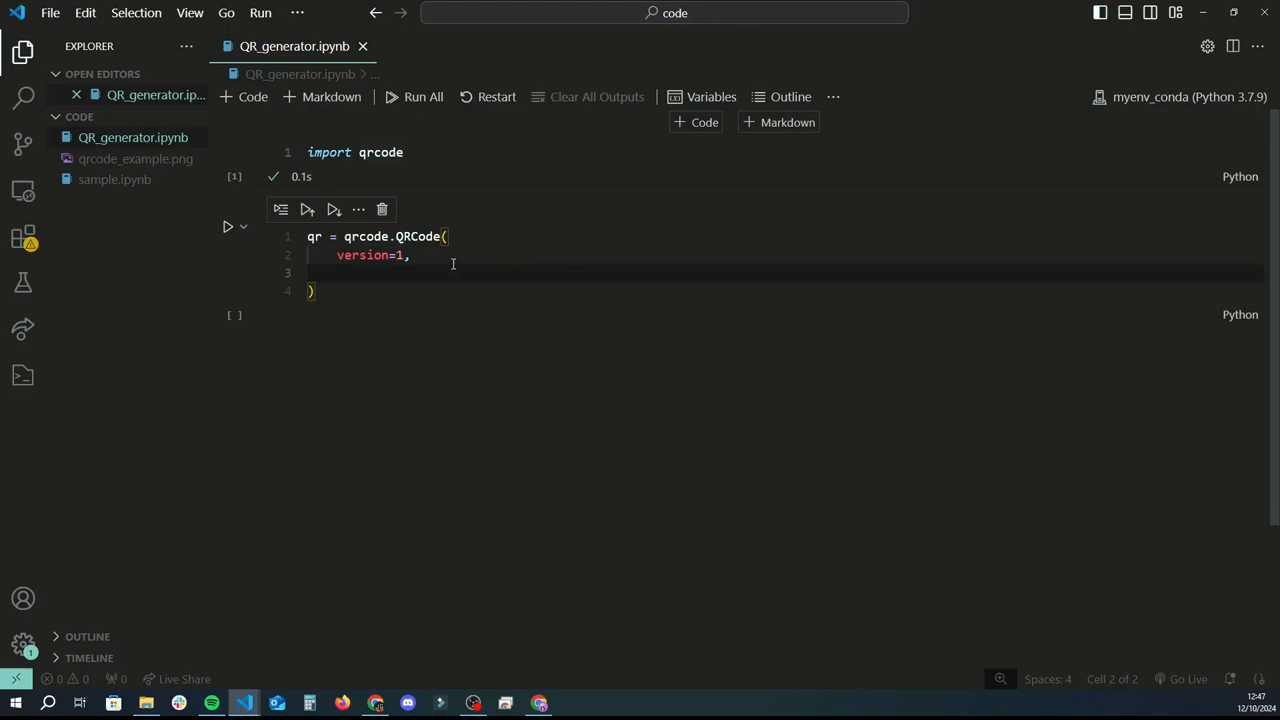 File Edit Selection View Go Run ··· code
EXPLORER ··· QR_generator.ipynb
OPEN EDITORS QR_generator.ipynb > ...
QR_generator.ip... + Code + Markdown Run All Restart Clear All Outputs Variables Outline ··· myenv_conda (Python 3.7.9)
CODE + Code + Markdown
QR_generator.ipynb
qrcode_example.png 1 import qrcode
sample.ipynb [1] 0.1s Python
1 qr = qrcode.QRCode(
2 version=1,
3
4 )
[ ] Python
OUTLINE
1
TIMELINE
0 0 0 Live Share Spaces: 4 Cell 2 of 2 Go Live
12:47
12/10/2024